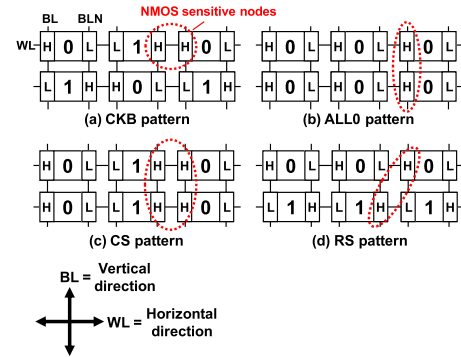 NMOS sensitive nodes
BL BLN
WL H 0 L L 1 H H 0 L
L 1 H H 0 L L 1 H
(a) CKB pattern
H 0 L H 0 L H 0 L
H 0 L H 0 L H 0 L
(b) ALL0 pattern
H 0 L L 1 H H 0 L
H 0 L L 1 H H 0 L
(c) CS pattern
H 0 L H 0 L H 0 L
L 1 H L 1 H L 1 H
(d) RS pattern
BL = Vertical
direction
WL = Horizontal
direction